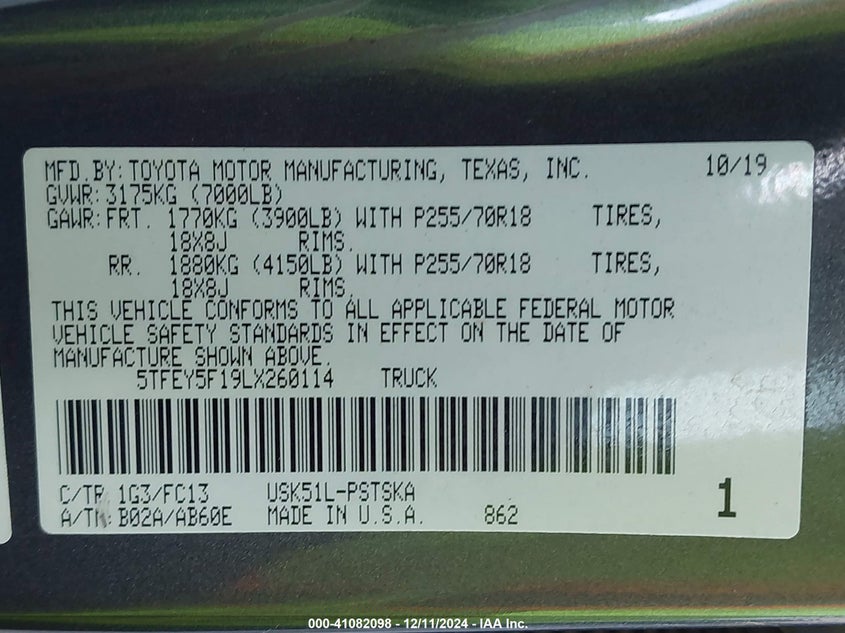 MFD.BY:TOYOTA MOTOR MANUFACTURING, TEXAS, INC. 10/19
GVWR:3175KG (7000LB)
GAWR:FRT. 1770KG (3900LB) WITH P255/70R18 TIRES,
18X8J RIMS.
RR. 1880KG (4150LB) WITH P255/70R18 TIRES,
18X8J RIMS.
THIS VEHICLE CONFORMS TO ALL APPLICABLE FEDERAL MOTOR
VEHICLE SAFETY STANDARDS IN EFFECT ON THE DATE OF
MANUFACTURE SHOWN ABOVE.
5TFEY5F19LX260114 TRUCK
C/TR 1G3/FC13 USK51L-PSTSKA
A/TM B02A/AB60E MADE IN U.S.A. 862 1
000-41082098 - 12/11/2024 - IAA Inc.